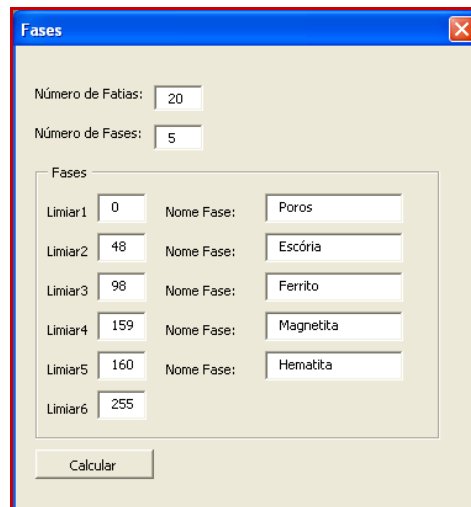 Fases
Número de Fatias: 20
Número de Fases: 5
Fases
Limiar1 0 Nome Fase: Poros
Limiar2 48 Nome Fase: Escória
Limiar3 98 Nome Fase: Ferrito
Limiar4 159 Nome Fase: Magnetita
Limiar5 160 Nome Fase: Hematita
Limiar6 255
Calcular